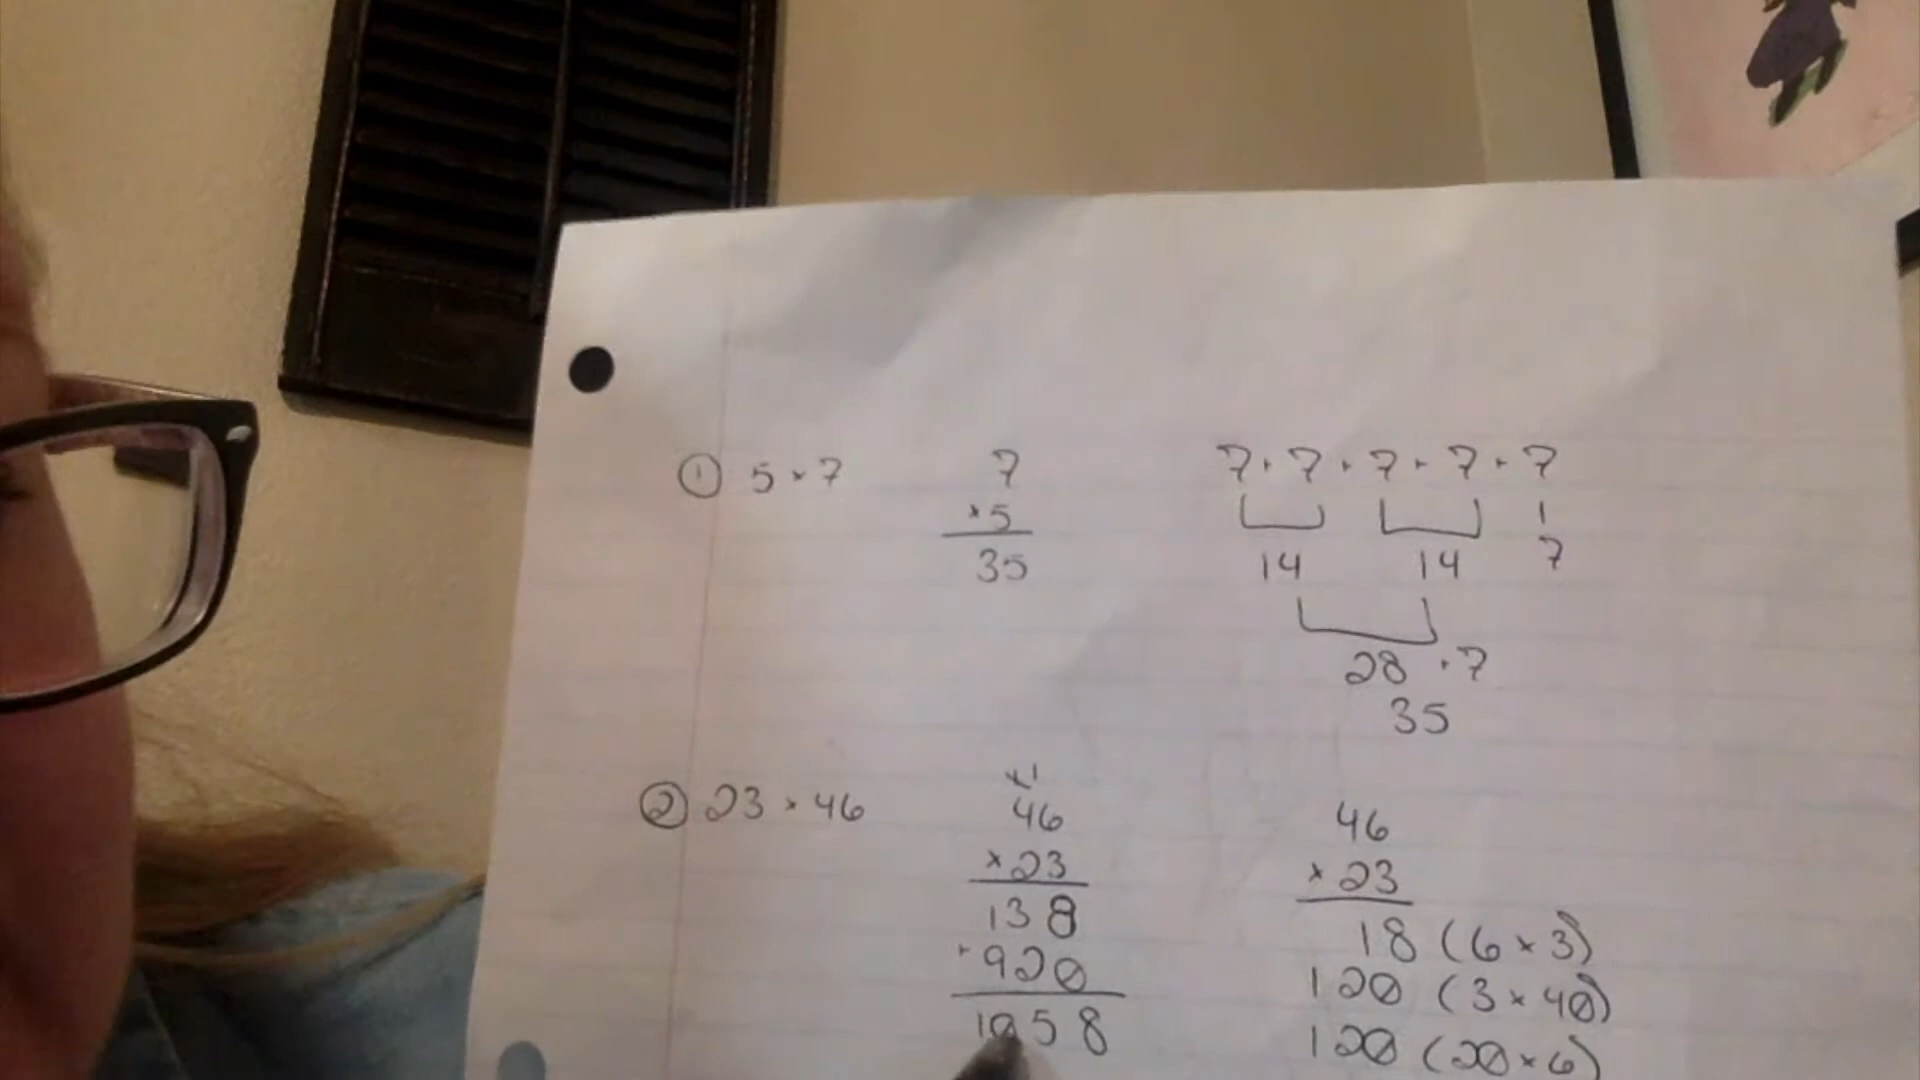 ① 5 × 7
7
× 5
35
7 + 7 + 7 + 7 + 7
14 14 7
28 + 7
35
② 23 × 46
1
46
× 23
138
+ 920
1058
46
× 23
18 (6 × 3)
120 (3 × 40)
120 (20 × 6)